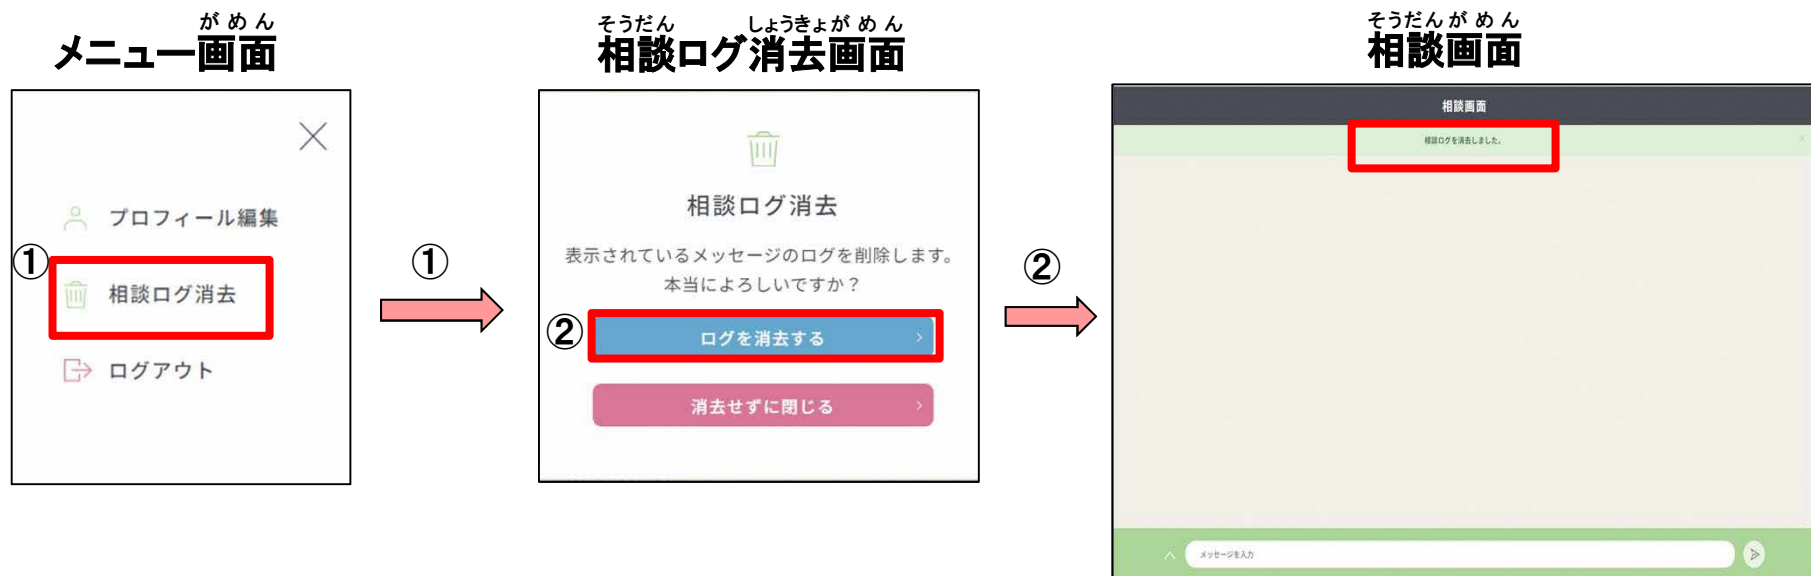 がめん
メニュー画面
①
プロフィール編集
相談ログ消去
ログアウト
①
そうだん しょうきょがめん
相談ログ消去画面
相談ログ消去
表示されているメッセージのログを削除します。
本当によろしいですか？
②
ログを消去する
消去せずに閉じる
②
そうだんがめん
相談画面
相談画面
相談ログを消去しました。
メッセージを入力